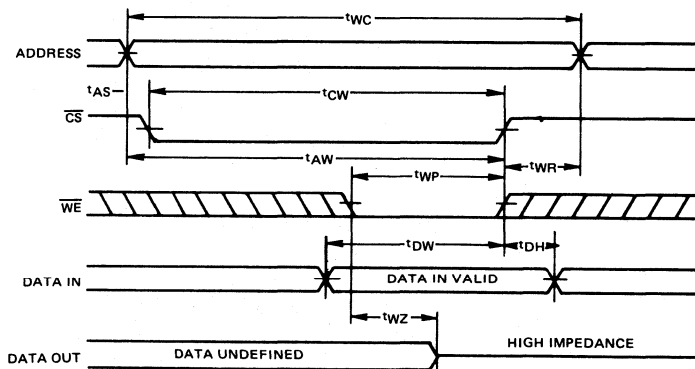 tWC
ADDRESS
tAS
tCW
CS
tAW
tWR
tWP
WE
tDW
tDH
DATA IN
DATA IN VALID
tWZ
HIGH IMPEDANCE
DATA OUT
DATA UNDEFINED